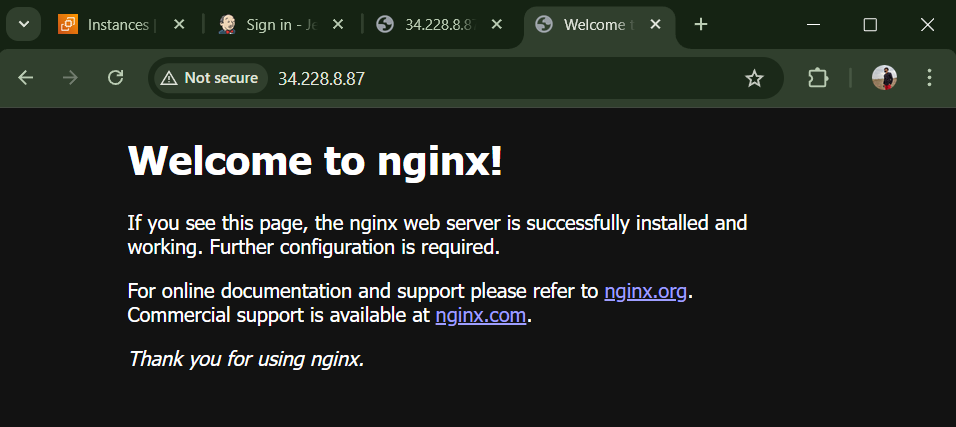 Instances
Sign in - Je
34.228.8.87
Welcome t
Not secure
34.228.8.87
Welcome to nginx!
If you see this page, the nginx web server is successfully installed and
working. Further configuration is required.
For online documentation and support please refer to nginx.org.
Commercial support is available at nginx.com.
Thank you for using nginx.